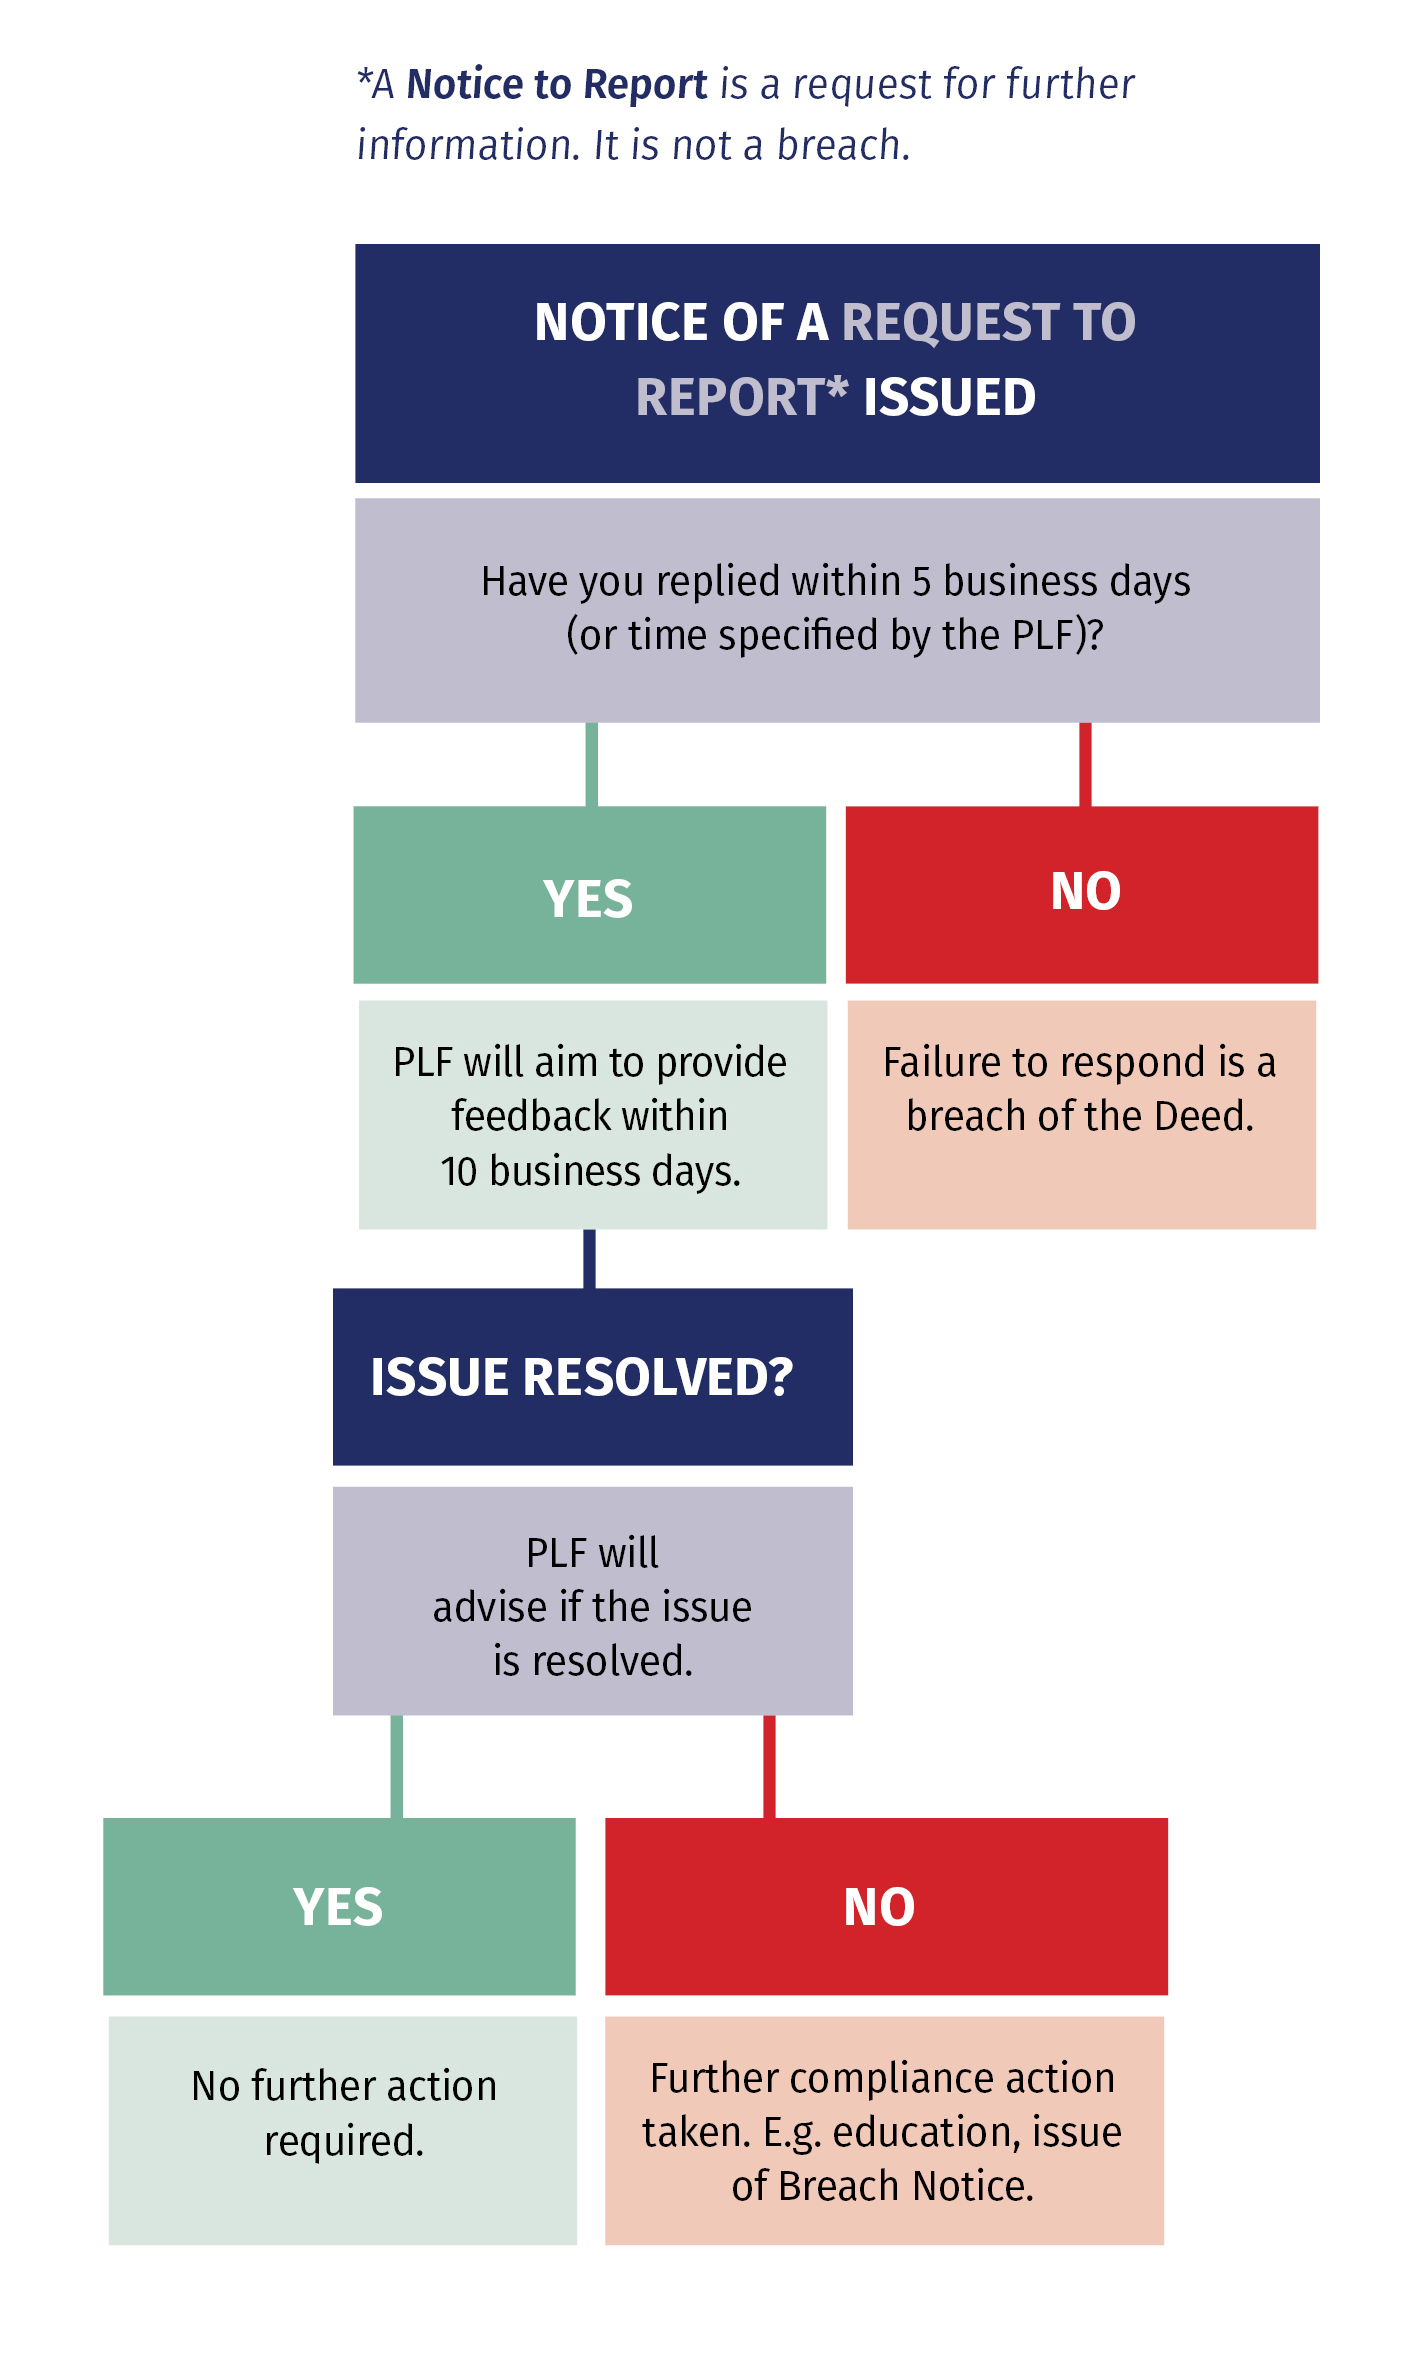 *A Notice to Report is a request for further
information. It is not a breach.
NOTICE OF A REQUEST TO
REPORT* ISSUED
Have you replied within 5 business days
(or time specified by the PLF)?
YES
NO
PLF will aim to provide
feedback within
10 business days.
Failure to respond is a
breach of the Deed.
ISSUE RESOLVED?
PLF will
advise if the issue
is resolved.
YES
NO
No further action
required.
Further compliance action
taken. E.g. education, issue
of Breach Notice.